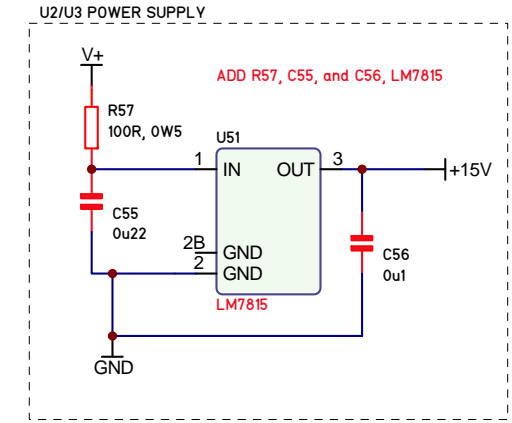 U2/U3 POWER SUPPLY
V+
ADD R57, C55, and C56, LM7815
R57
100R, 0W5
U51
1
IN
OUT
3
+15V
C55
0u22
2B
GND
2
GND
C56
0u1
LM7815
GND